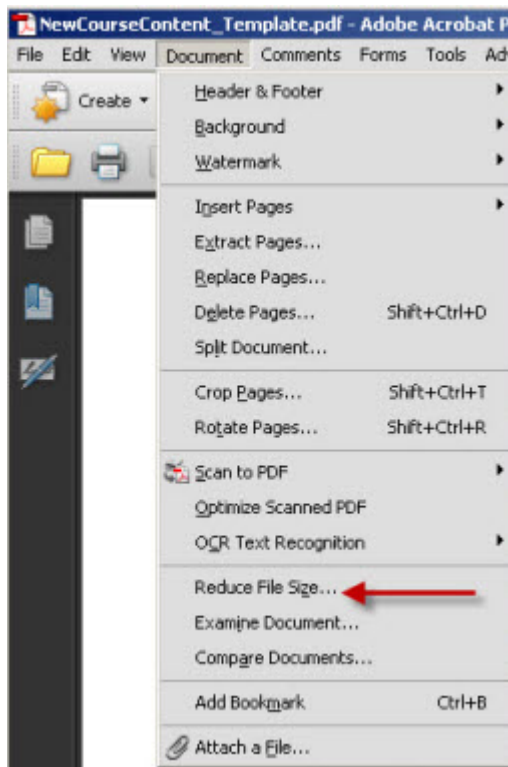 NewCourseContent_Template.pdf - Adobe Acrobat P
File Edit View Document Comments Forms Tools Ad
Create
Header & Footer
Background
Watermark
Insert Pages
Extract Pages...
Replace Pages...
Delete Pages... Shift+Ctrl+D
Split Document...
Crop Pages... Shift+Ctrl+T
Rotate Pages... Shift+Ctrl+R
Scan to PDF
Optimize Scanned PDF
OCR Text Recognition
Reduce File Size...
Examine Document...
Compare Documents...
Add Bookmark Ctrl+B
Attach a File...